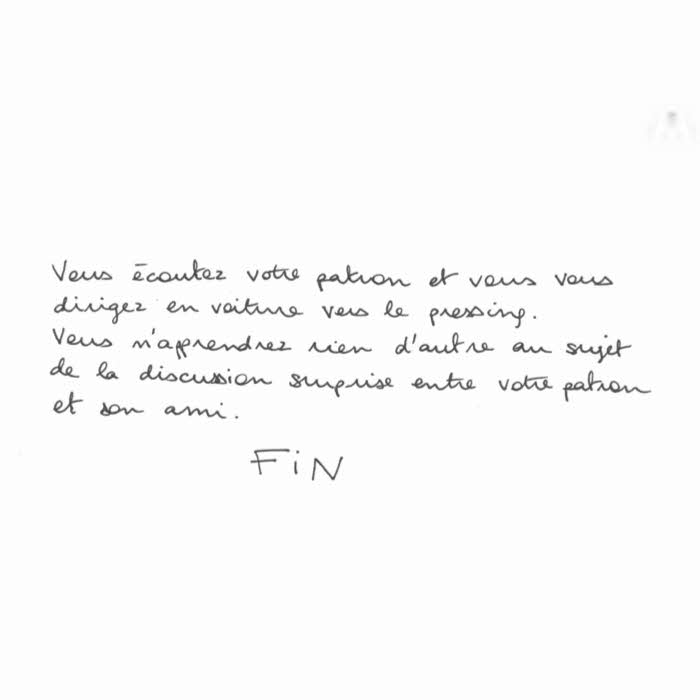 Vous écoutez votre patron et vous vous
dirigez en voiture vers le pressing.
Vous n'apprendrez rien d'autre au sujet
de la discussion surprise entre votre patron
et son ami.
FiN